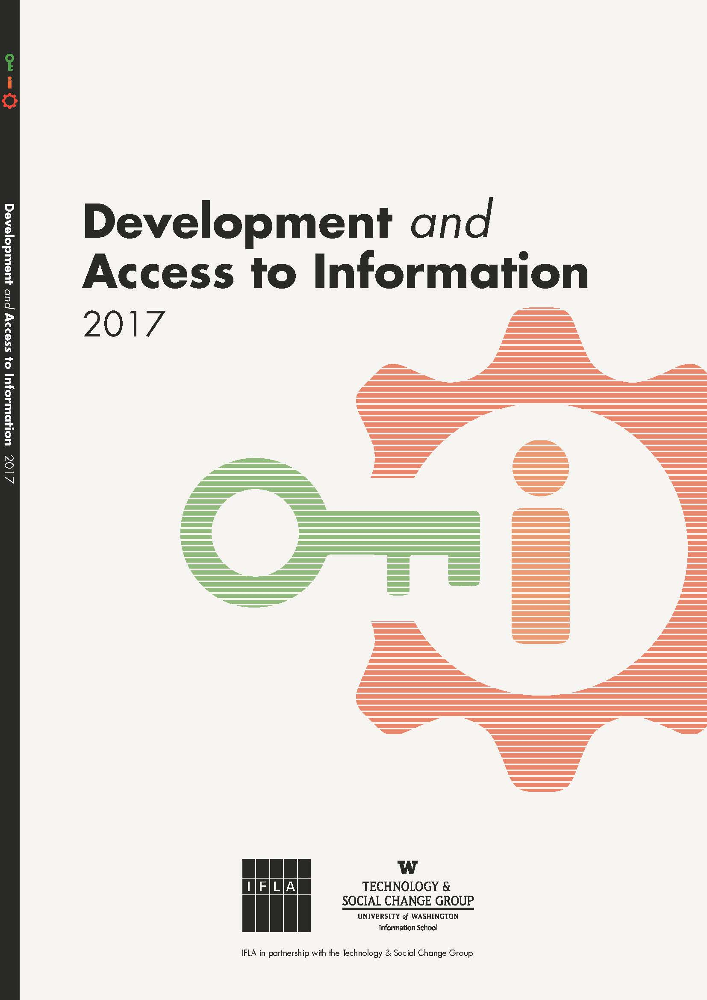 Development and Access to Information 2017
Development and
Access to Information
2017
i
IFLA
W
TECHNOLOGY &
SOCIAL CHANGE GROUP
UNIVERSITY of WASHINGTON
Information School
IFLA in partnership with the Technology & Social Change Group